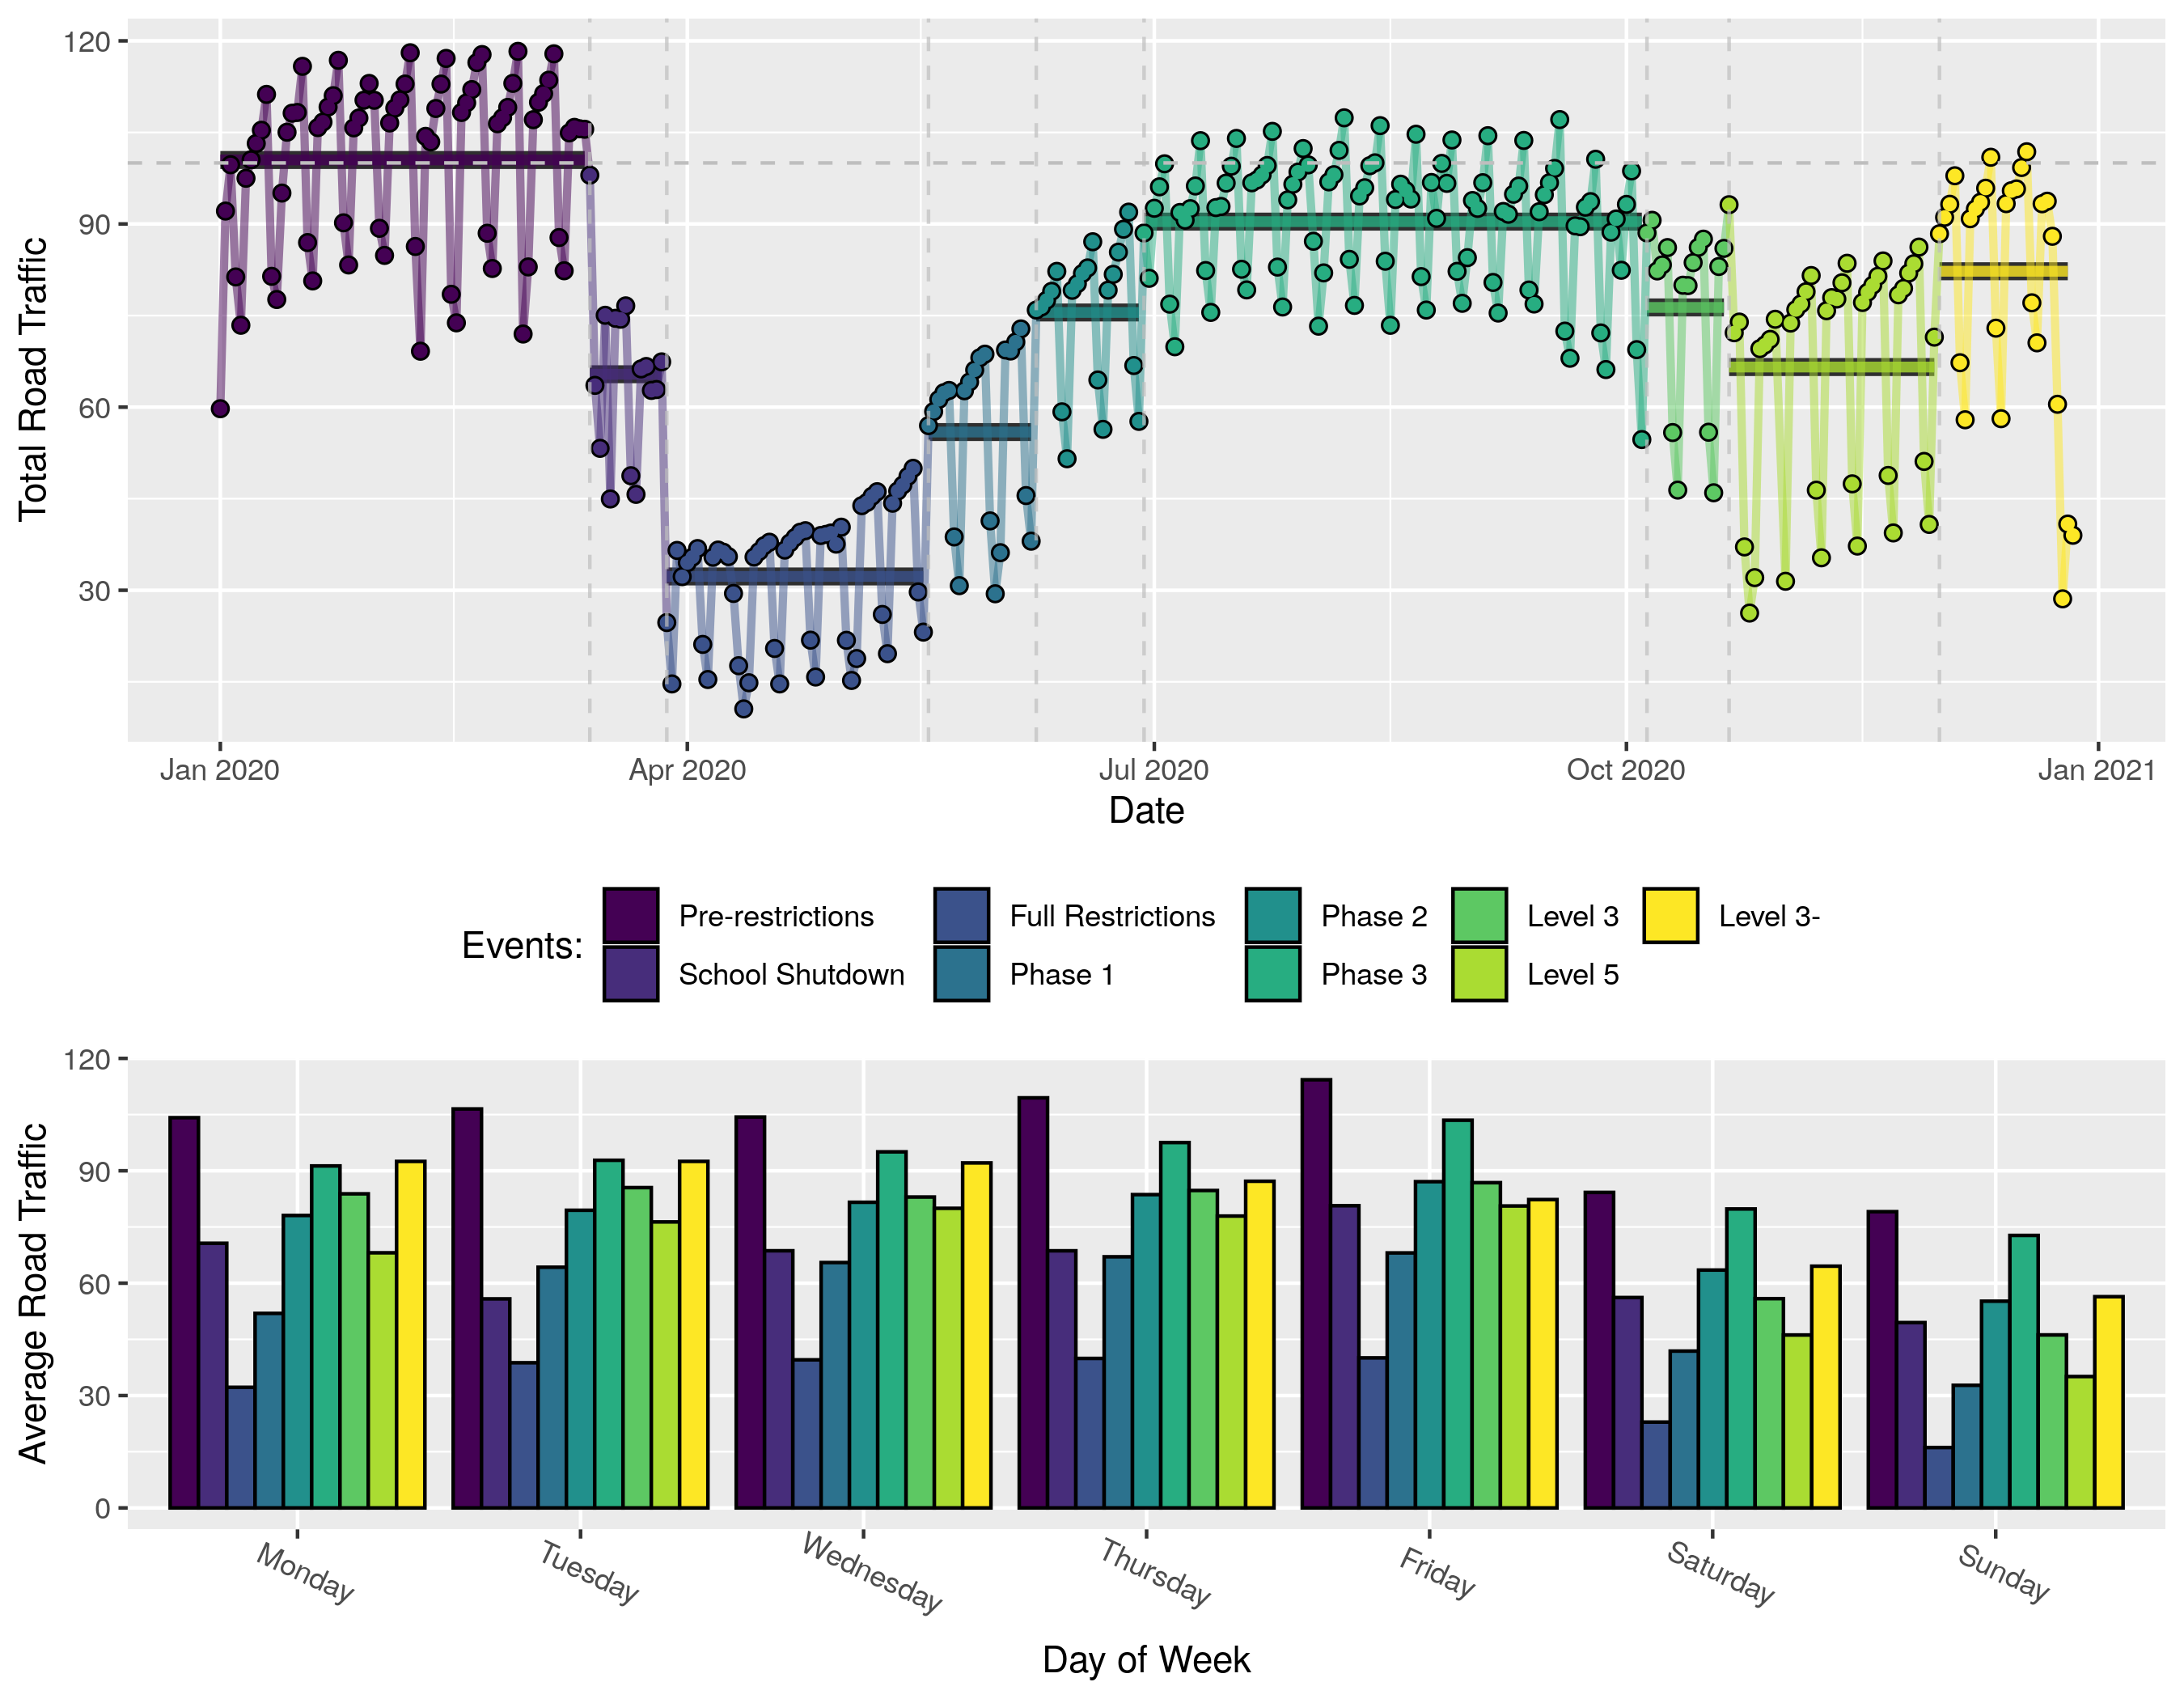 Total Road Traffic
120
90
60
30
Jan 2020 Apr 2020 Jul 2020 Oct 2020 Jan 2021
Date
Events:
Pre-restrictions Full Restrictions Phase 2 Level 3 Level 3-
School Shutdown Phase 1 Phase 3 Level 5
Average Road Traffic
120
90
60
30
0
Monday Tuesday Wednesday Thursday Friday Saturday Sunday
Day of Week